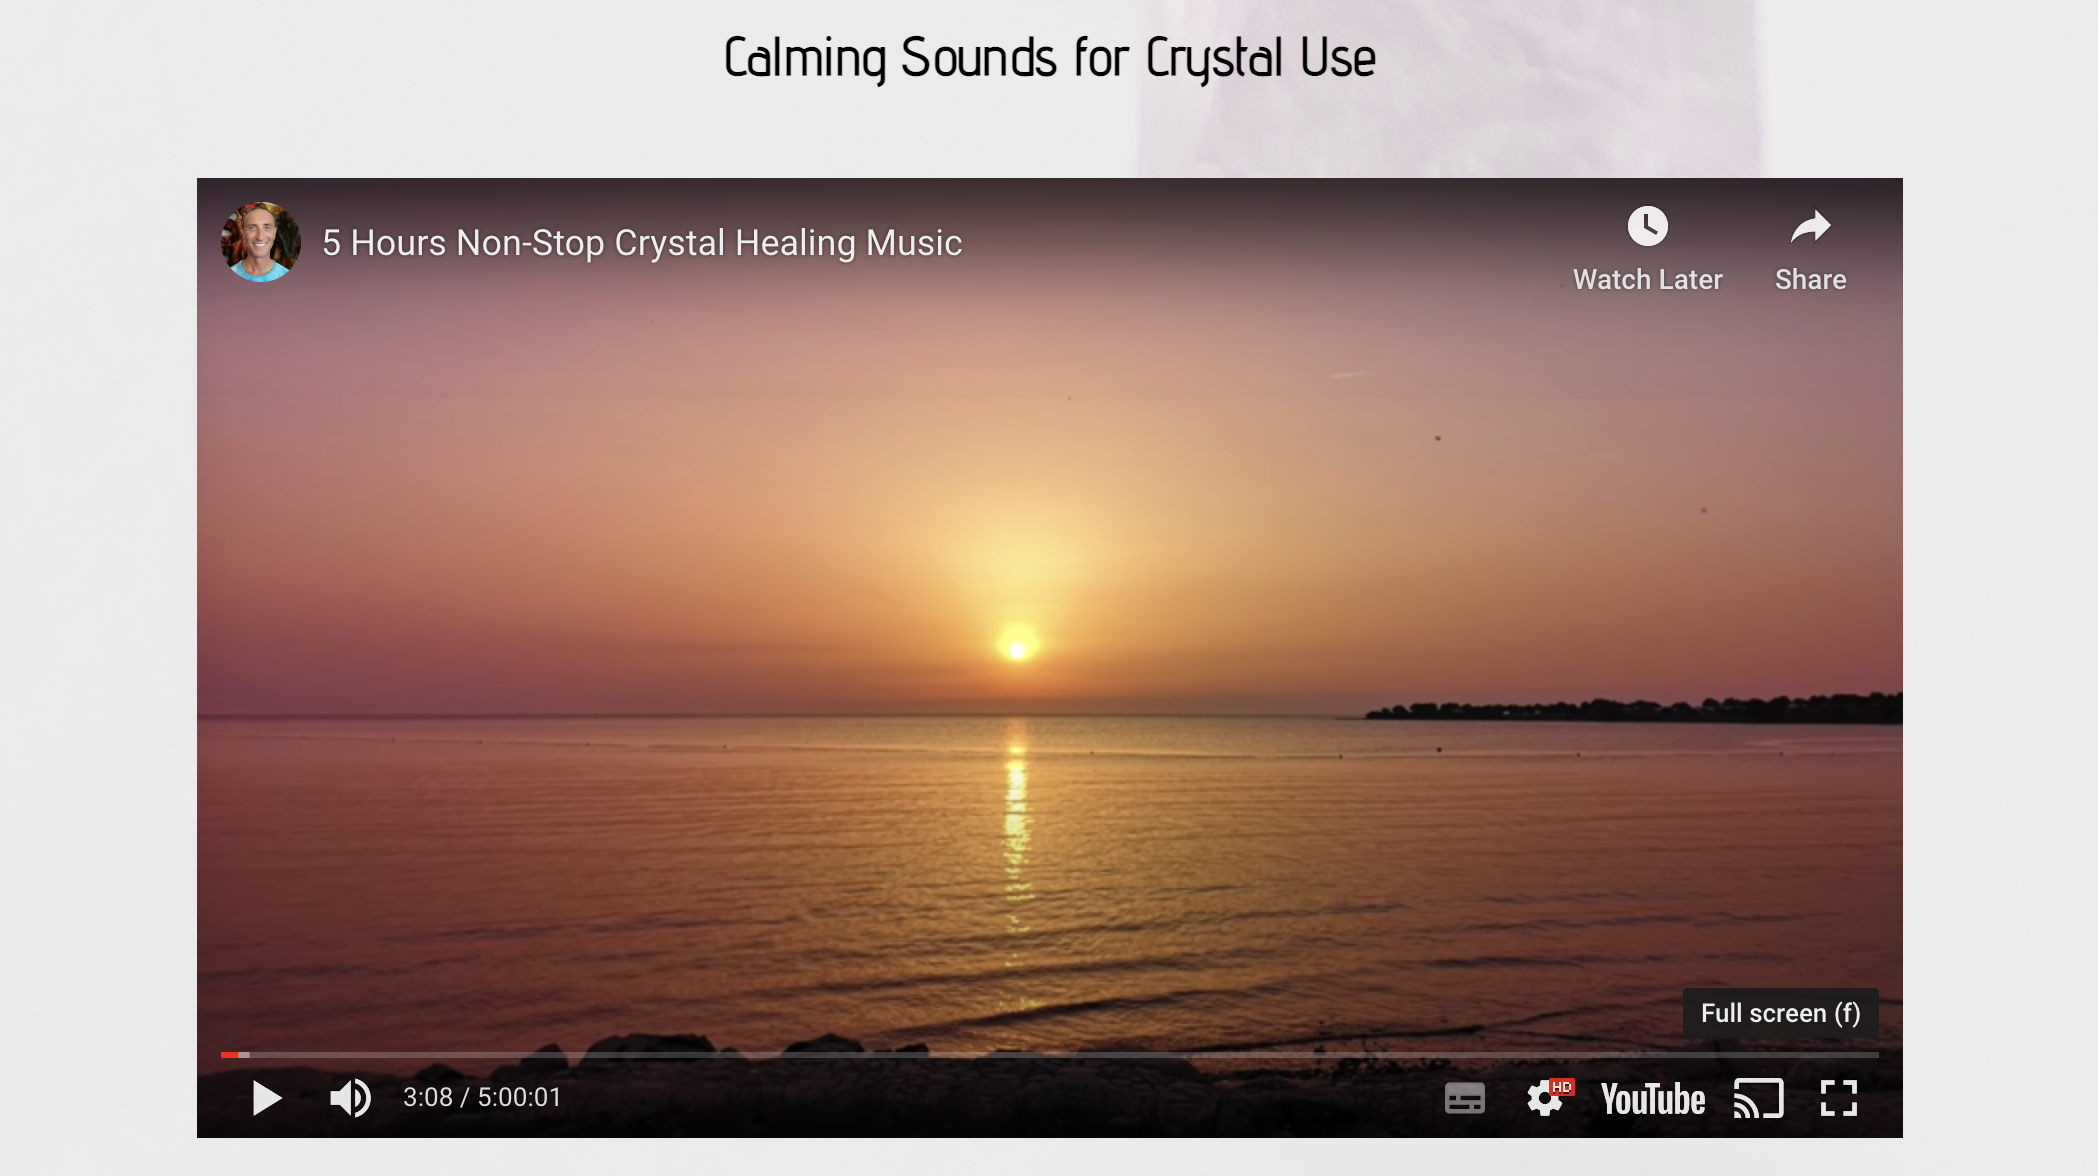 Calming Sounds for Crystal Use
5 Hours Non-Stop Crystal Healing Music
Watch Later
Share
Full screen (f)
3:08 / 5:00:01
HD
YouTube